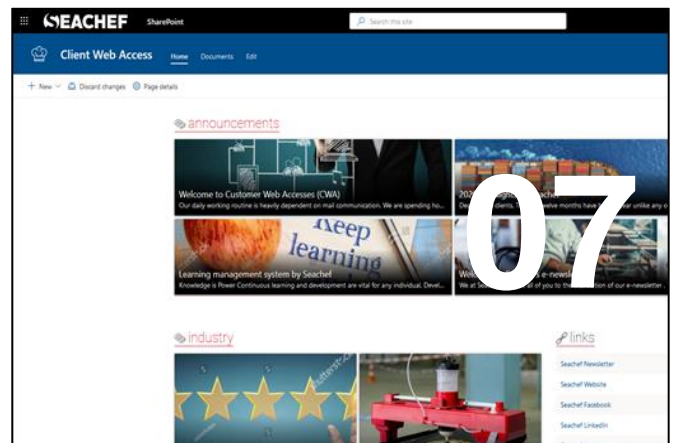 SEACHEF SharePoint Search this site
Client Web Access Home Documents Edit
+ New Discard changes Page details
announcements
Welcome to Customer Web Accesses (CWA)
Our daily working routine is heavily dependent on mail communication. We are spending ho...
202
07
Keep
learning
Learning management system by Seachef
Knowledge is Power Continuous learning and development are vital for any individual. Devel...
industry
links
Seachef Newsletter
Seachef Website
Seachef Facebook
Seachef LinkedIn